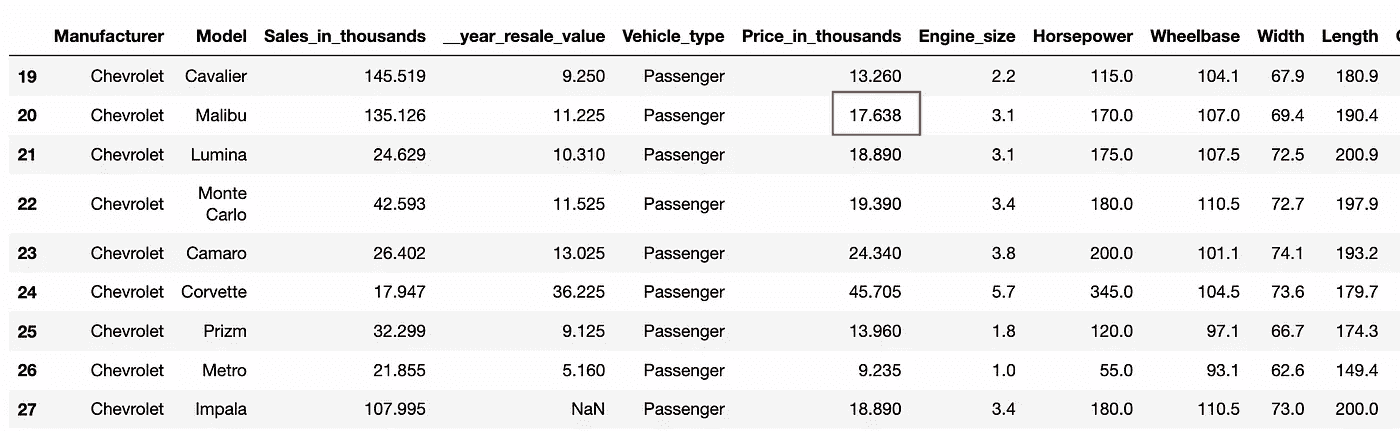 Manufacturer Model Sales_in_thousands __year_resale_value Vehicle_type Price_in_thousands Engine_size Horsepower Wheelbase Width Length
19 Chevrolet Cavalier 145.519 9.250 Passenger 13.260 2.2 115.0 104.1 67.9 180.9
20 Chevrolet Malibu 135.126 11.225 Passenger 17.638 3.1 170.0 107.0 69.4 190.4
21 Chevrolet Lumina 24.629 10.310 Passenger 18.890 3.1 175.0 107.5 72.5 200.9
22 Chevrolet Monte Carlo 42.593 11.525 Passenger 19.390 3.4 180.0 110.5 72.7 197.9
23 Chevrolet Camaro 26.402 13.025 Passenger 24.340 3.8 200.0 101.1 74.1 193.2
24 Chevrolet Corvette 17.947 36.225 Passenger 45.705 5.7 345.0 104.5 73.6 179.7
25 Chevrolet Prizm 32.299 9.125 Passenger 13.960 1.8 120.0 97.1 66.7 174.3
26 Chevrolet Metro 21.855 5.160 Passenger 9.235 1.0 55.0 93.1 62.6 149.4
27 Chevrolet Impala 107.995 NaN Passenger 18.890 3.4 180.0 110.5 73.0 200.0